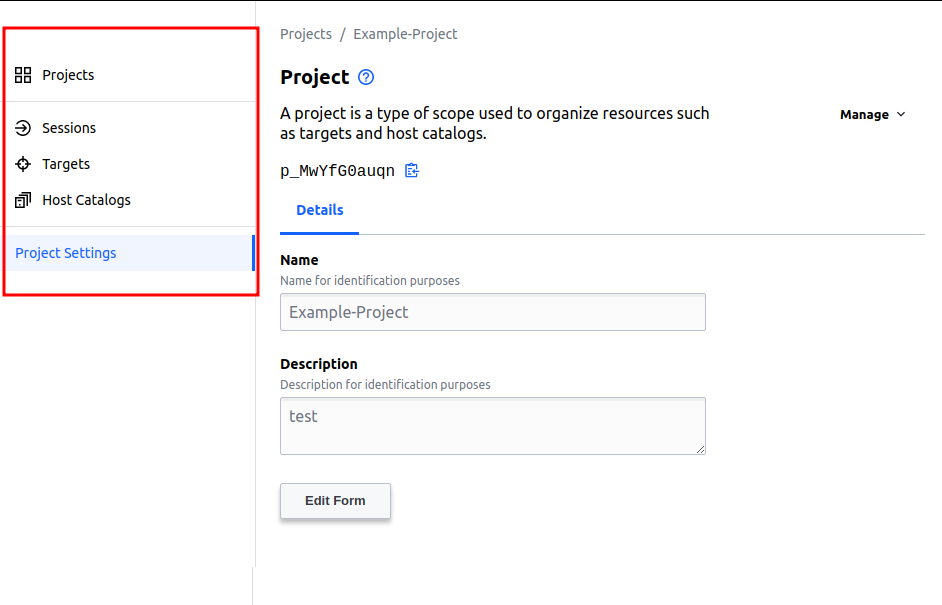 Projects
Sessions
Targets
Host Catalogs
Project Settings
Projects / Example-Project
Project ?
A project is a type of scope used to organize resources such
as targets and host catalogs.
Manage
p_MwYfG0auqn
Details
Name
Name for identification purposes
Example-Project
Description
Description for identification purposes
test
Edit Form